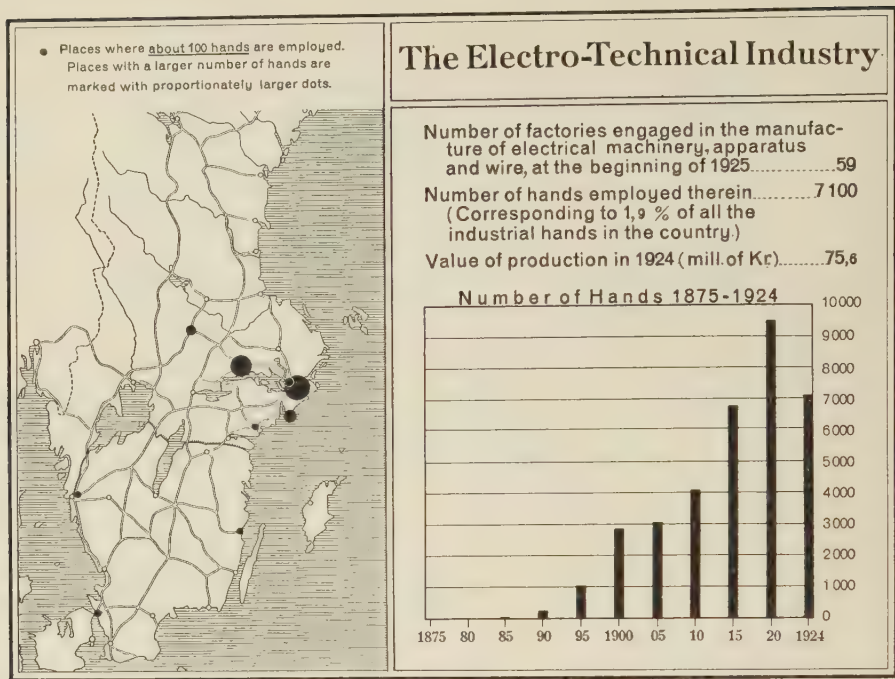 Places where about 100 hands are employed.
Places with a larger number of hands are
marked with proportionately larger dots.
The Electro-Technical Industry.
Number of factories engaged in the manufac-
ture of electrical machinery, apparatus
and wire, at the beginning of 1925............59
Number of hands employed therein.........7100
(Corresponding to 1,9 % of all the
industrial hands in the country.)
Value of production in 1924 (mill. of Kr)........75,6
Number of Hands 1875-1924
10000
9000
8000
7000
6000
5000
4000
3000
2000
1000
0
1875 80 85 90 95 1900 05 10 15 20 1924